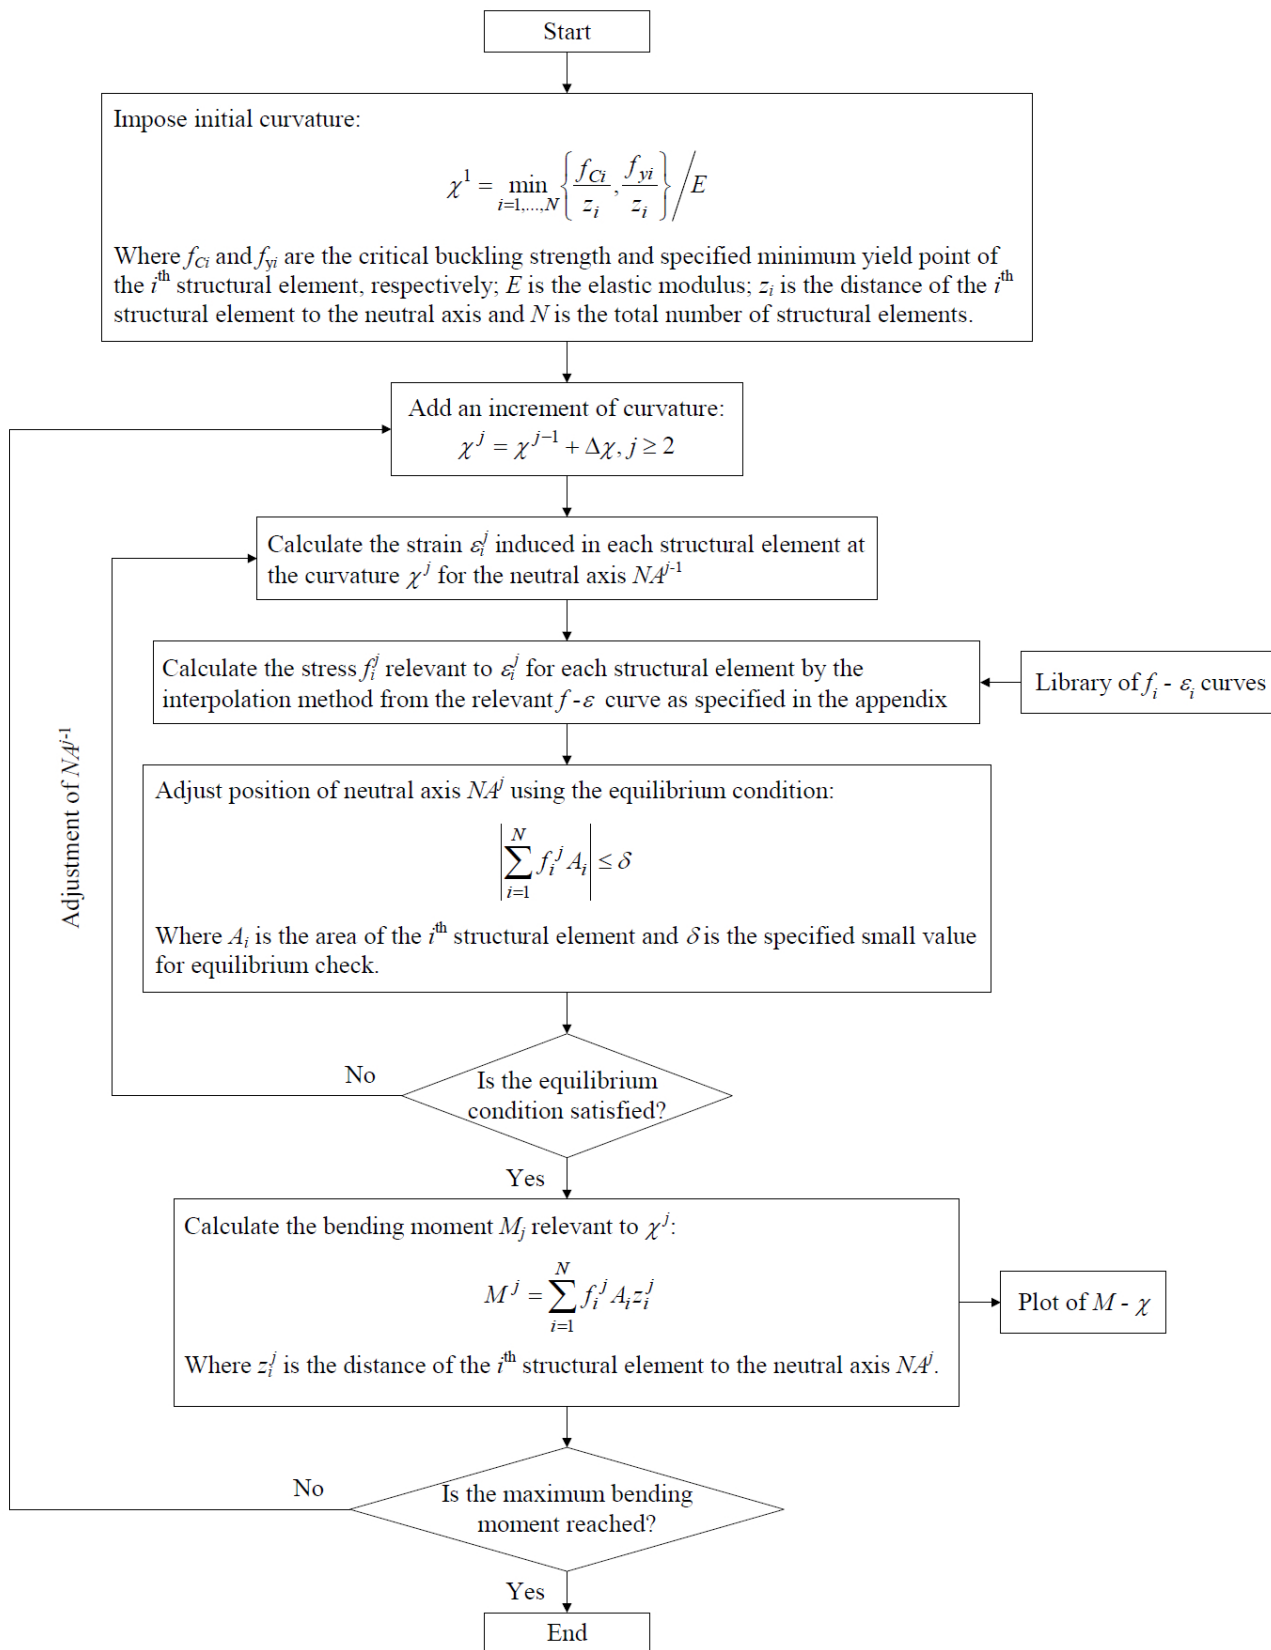 Start
Impose initial curvature:
χ¹ = min_{i=1,...,N} { f_{Ci} / z_i , f_{yi} / z_i } / E
Where f_{Ci} and f_{yi} are the critical buckling strength and specified minimum yield point of
the i^{th} structural element, respectively; E is the elastic modulus; z_i is the distance of the i^{th}
structural element to the neutral axis and N is the total number of structural elements.
Add an increment of curvature:
χ^j = χ^{j−1} + Δχ, j ≥ 2
Calculate the strain ε_i^j induced in each structural element at
the curvature χ^j for the neutral axis NA^{j-1}
Calculate the stress f_i^j relevant to ε_i^j for each structural element by the
interpolation method from the relevant f - ε curve as specified in the appendix
Library of f_i - ε_i curves
Adjustment of NA^{j-1}
Adjust position of neutral axis NA^j using the equilibrium condition:
|∑_{i=1}^{N} f_i^j A_i| ≤ δ
Where A_i is the area of the i^{th} structural element and δ is the specified small value
for equilibrium check.
No
Is the equilibrium
condition satisfied?
Yes
Calculate the bending moment M_j relevant to χ^j:
M^j = ∑_{i=1}^{N} f_i^j A_i z_i^j
Where z_i^j is the distance of the i^{th} structural element to the neutral axis NA^j.
Plot of M - χ
No
Is the maximum bending
moment reached?
Yes
End